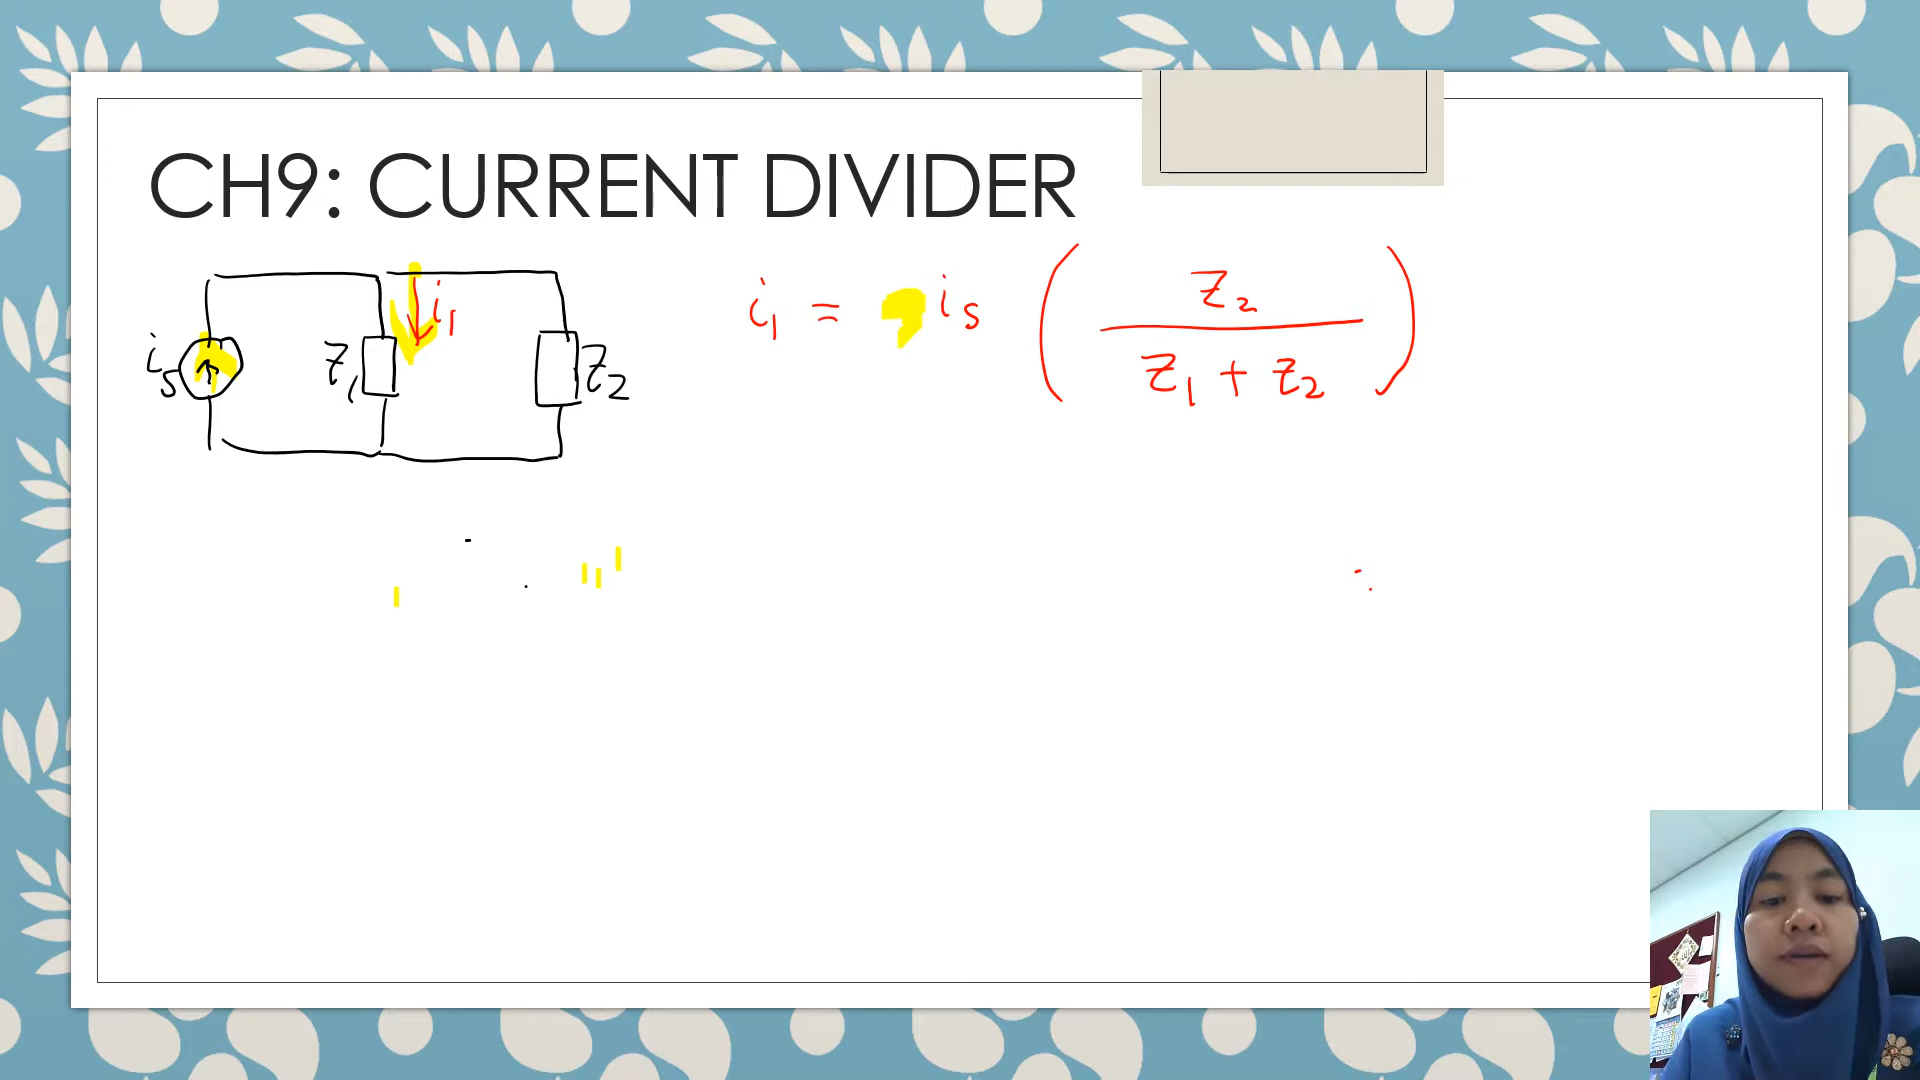 CH9: CURRENT DIVIDER
i₁
i₁ = iₛ ( Z₂ / (Z₁ + Z₂) )
iₛ
Z₁
Z₂